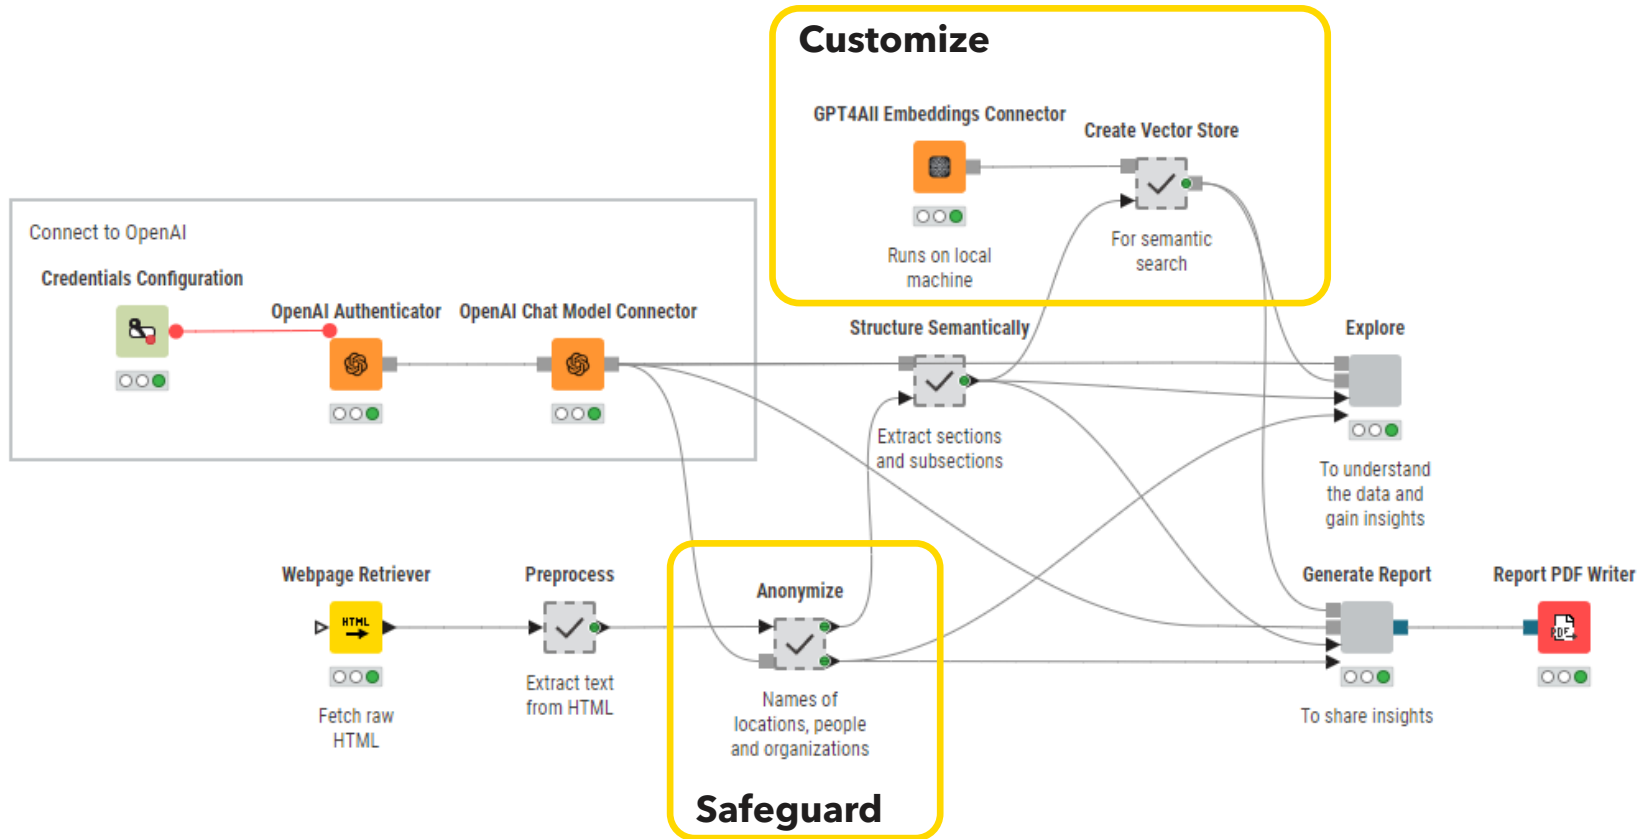 Customize
GPT4All Embeddings Connector
Create Vector Store
Runs on local
machine
For semantic
search
Connect to OpenAI
Credentials Configuration
OpenAI Authenticator
OpenAI Chat Model Connector
Structure Semantically
Extract sections
and subsections
Explore
To understand
the data and
gain insights
Webpage Retriever
HTML
Fetch raw
HTML
Preprocess
Extract text
from HTML
Anonymize
Names of
locations, people
and organizations
Safeguard
Generate Report
To share insights
Report PDF Writer
PDF